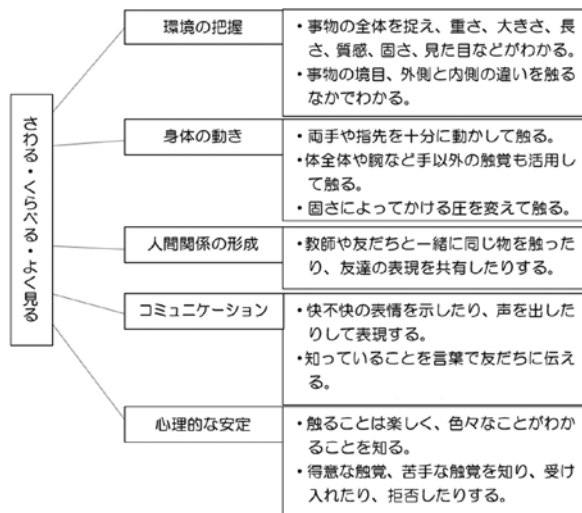 さわる・くらべる・よく見る
環境の把握
・事物の全体を捉え、重さ、大きさ、長
さ、質感、固さ、見た目などがわかる。
・事物の境目、外側と内側の違いを触る
なかでわかる。
身体の動き
・両手や指先を十分に動かして触る。
・体全体や腕など手以外の触覚も活用し
て触る。
・固さによってかける圧を変えて触る。
人間関係の形成
・教師や友だちと一緒に同じ物を触った
り、友達の表現を共有したりする。
コミュニケーション
・快不快の表情を示したり、声を出した
りして表現する。
・知っていることを言葉で友だちに伝え
る。
心理的な安定
・触ることは楽しく、色々なことがわか
ることを知る。
・得意な触覚、苦手な触覚を知り、受け
入れたり、拒否したりする。